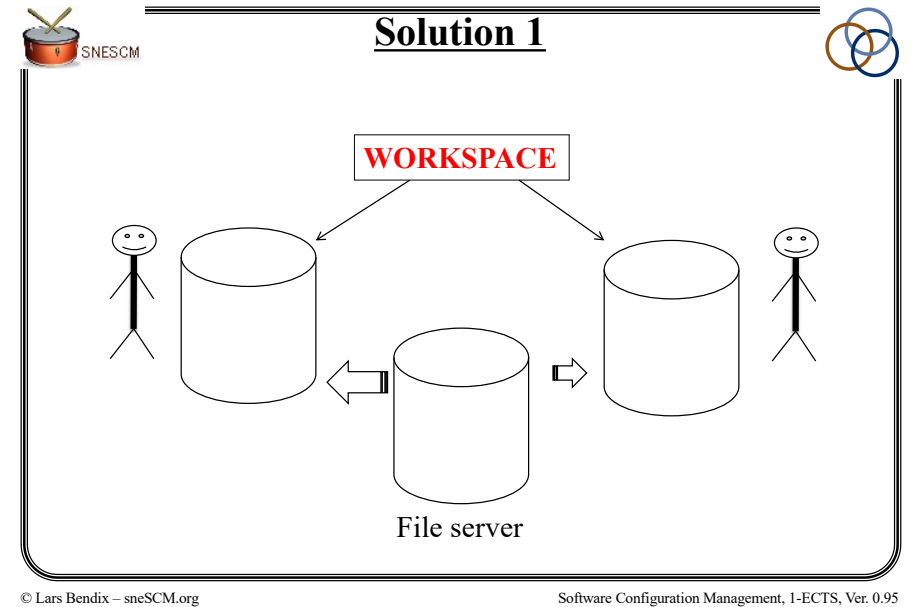 SNESCM
Solution 1
WORKSPACE
File server
© Lars Bendix – sneSCM.org
Software Configuration Management, 1-ECTS, Ver. 0.95